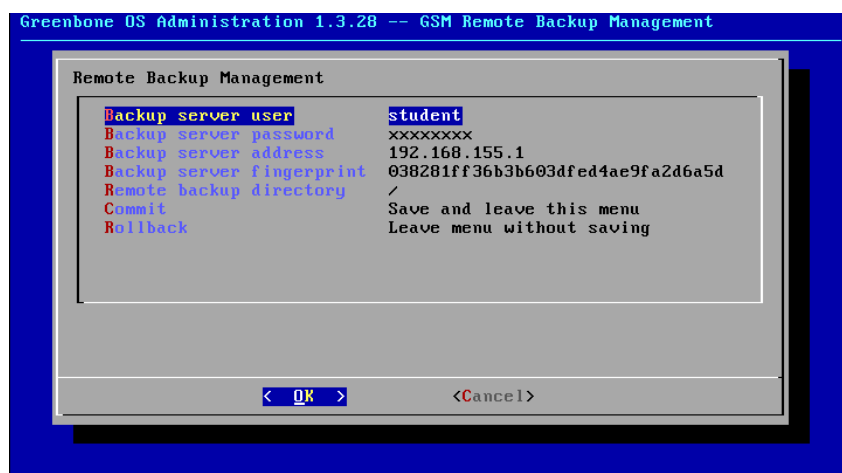 Greenbone OS Administration 1.3.28 -- GSM Remote Backup Management
Remote Backup Management
Backup server user student
Backup server password xxxxxxxx
Backup server address 192.168.155.1
Backup server fingerprint 038281ff36b3b603dfed4ae9fa2d6a5d
Remote backup directory /
Commit Save and leave this menu
Rollback Leave menu without saving
< OK > <Cancel>